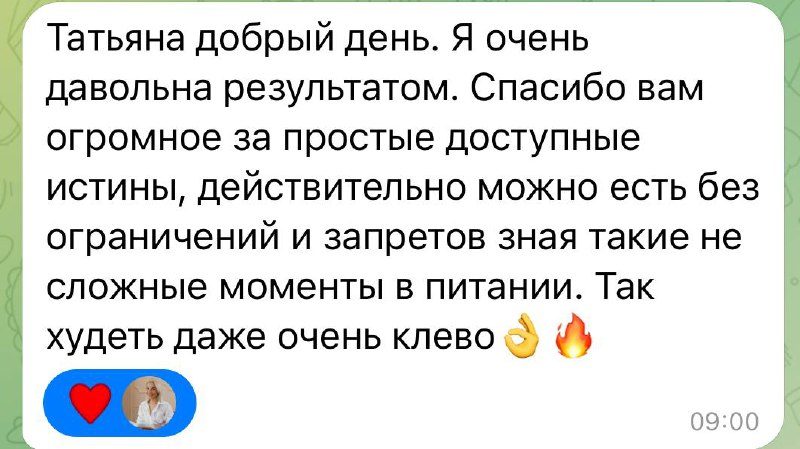 Татьяна добрый день. Я очень
давольна результатом. Спасибо вам
огромное за простые доступные
истины, действительно можно есть без
ограничений и запретов зная такие не
сложные моменты в питании. Так
худеть даже очень клево👌🔥
09:00